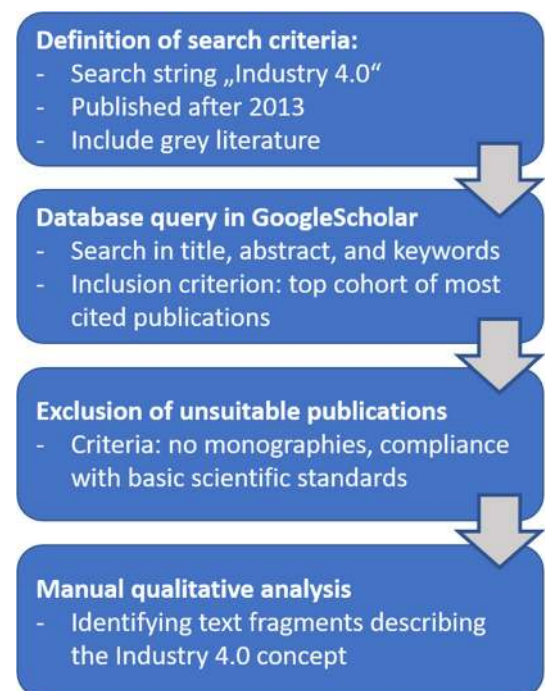 Definition of search criteria:
- Search string „Industry 4.0“
- Published after 2013
- Include grey literature
Database query in GoogleScholar
- Search in title, abstract, and keywords
- Inclusion criterion: top cohort of most
cited publications
Exclusion of unsuitable publications
- Criteria: no monographies, compliance
with basic scientific standards
Manual qualitative analysis
- Identifying text fragments describing
the Industry 4.0 concept